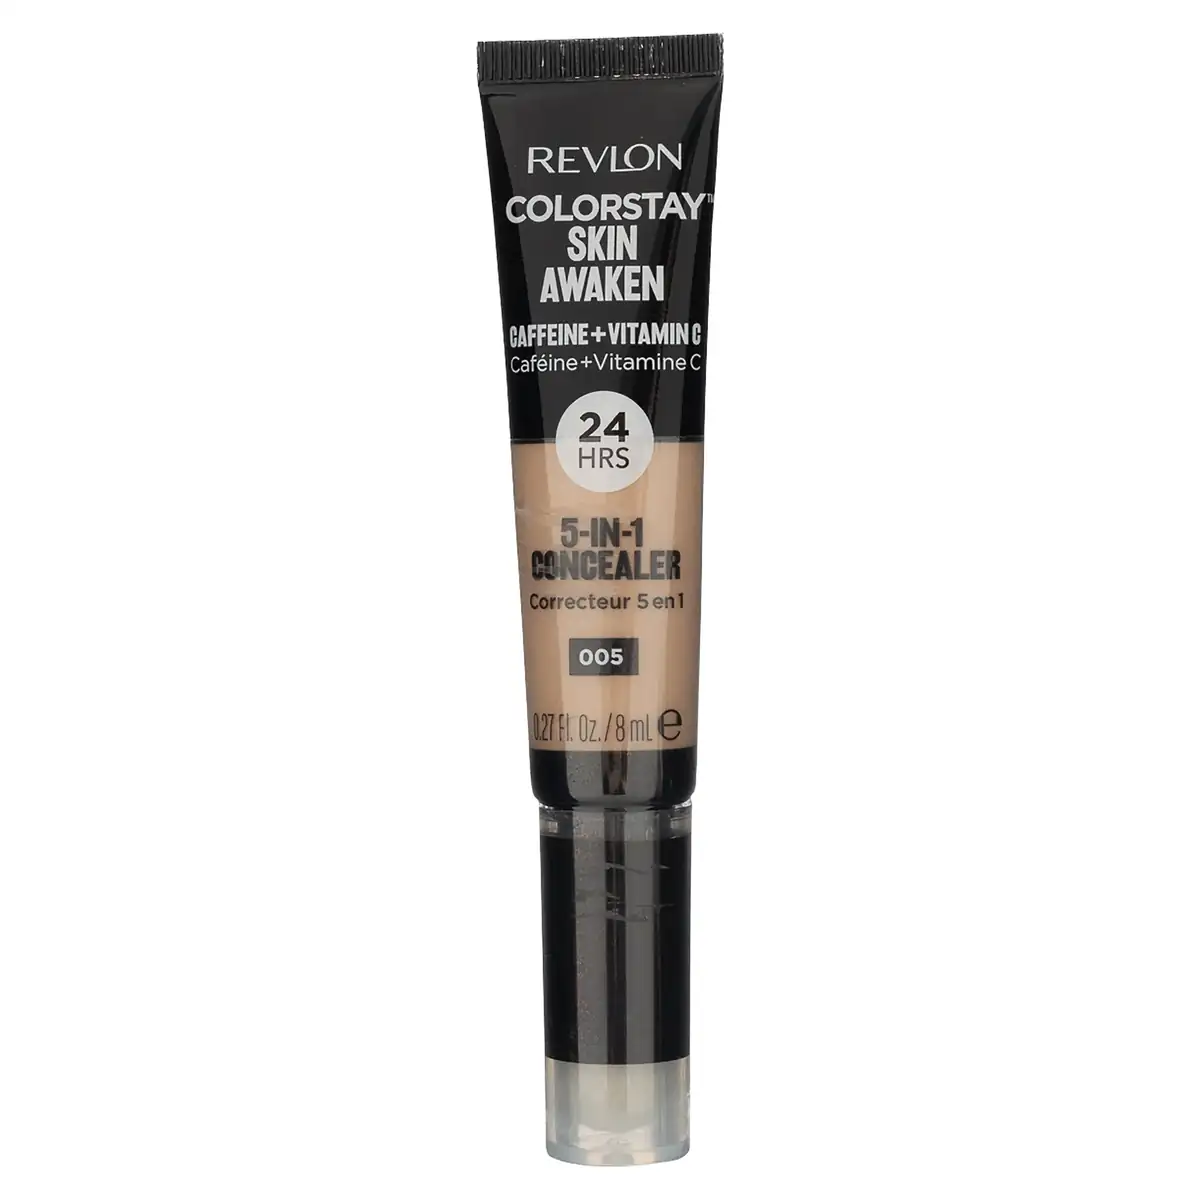 REVLON
COLORSTAY™
SKIN
AWAKEN
CAFFEINE+VITAMIN C
Caféine+Vitamine C
24
HRS
5-IN-1
CONCEALER
Correcteur 5 en 1
005
0.27 Fl. Oz. / 8 mL ℮